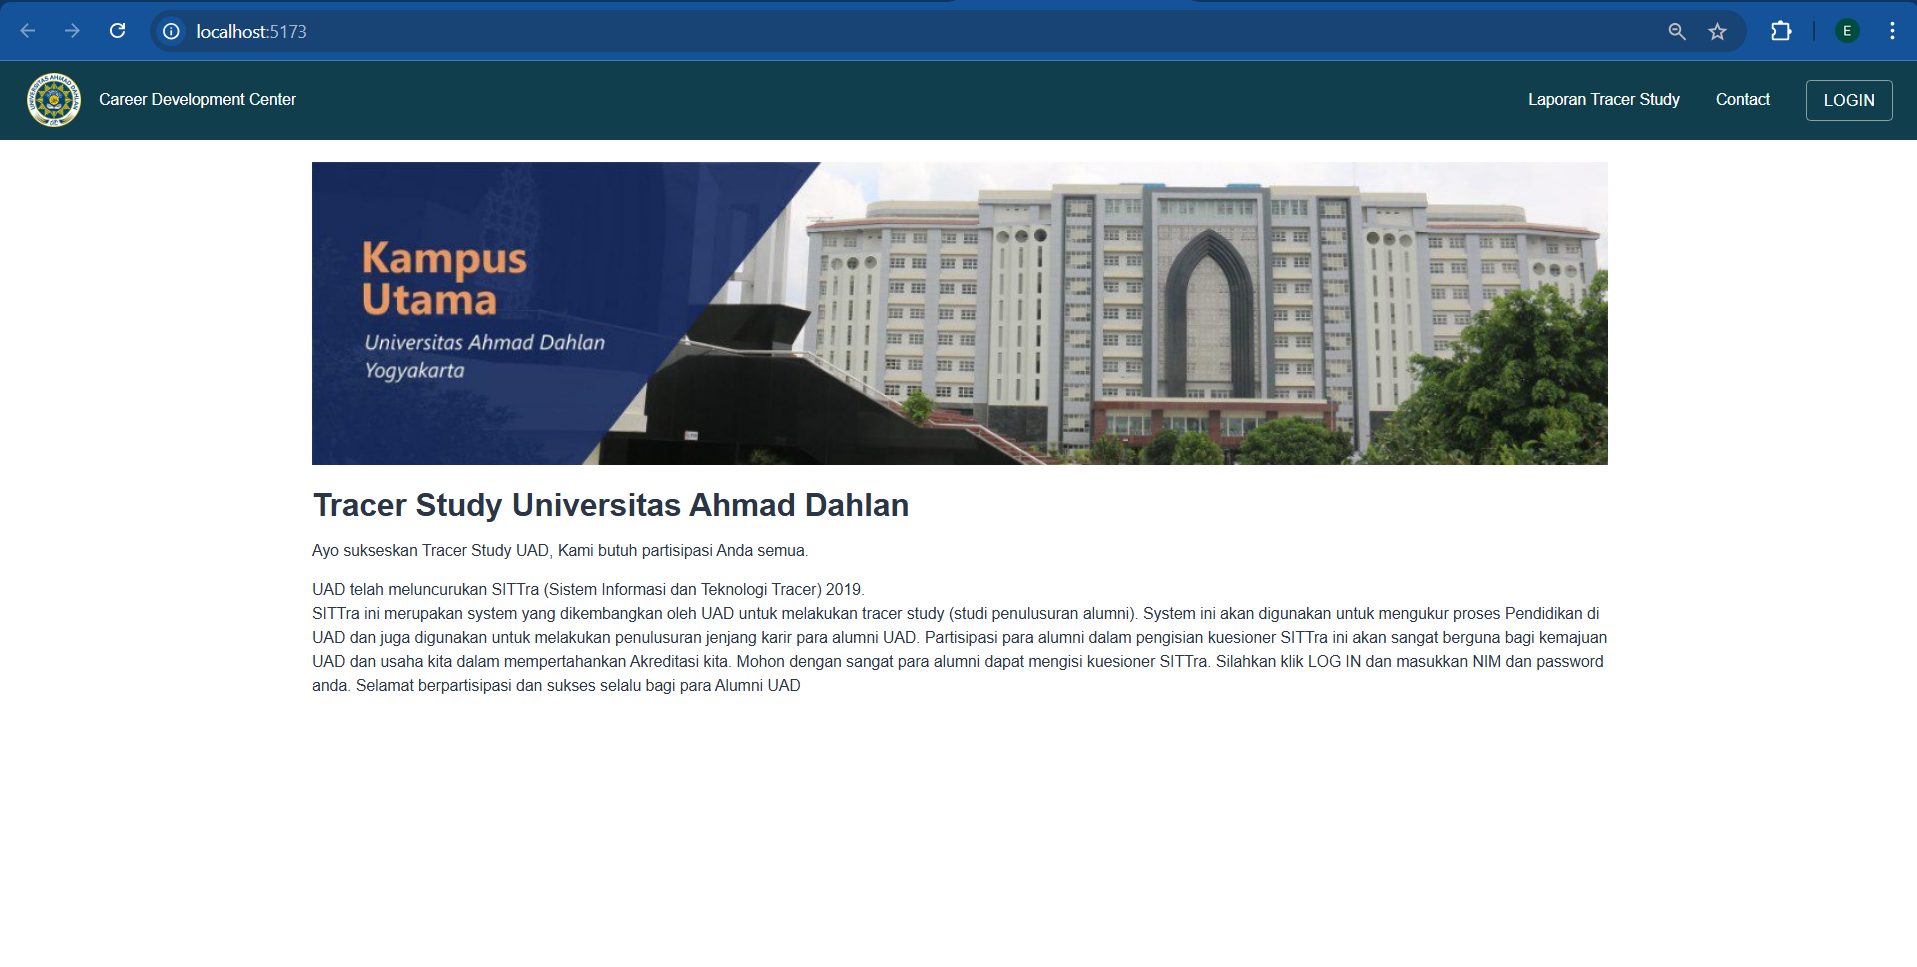 localhost:5173
E
UNIVERSITAS AHMAD DAHLAN
Career Development Center
Laporan Tracer Study
Contact
LOGIN
Kampus
Utama
Universitas Ahmad Dahlan
Yogyakarta
Tracer Study Universitas Ahmad Dahlan
Ayo sukseskan Tracer Study UAD, Kami butuh partisipasi Anda semua.
UAD telah meluncurukan SITTra (Sistem Informasi dan Teknologi Tracer) 2019.
SITTra ini merupakan system yang dikembangkan oleh UAD untuk melakukan tracer study (studi penulusuran alumni). System ini akan digunakan untuk mengukur proses Pendidikan di
UAD dan juga digunakan untuk melakukan penulusuran jenjang karir para alumni UAD. Partisipasi para alumni dalam pengisian kuesioner SITTra ini akan sangat berguna bagi kemajuan
UAD dan usaha kita dalam mempertahankan Akreditasi kita. Mohon dengan sangat para alumni dapat mengisi kuesioner SITTra. Silahkan klik LOG IN dan masukkan NIM dan password
anda. Selamat berpartisipasi dan sukses selalu bagi para Alumni UAD